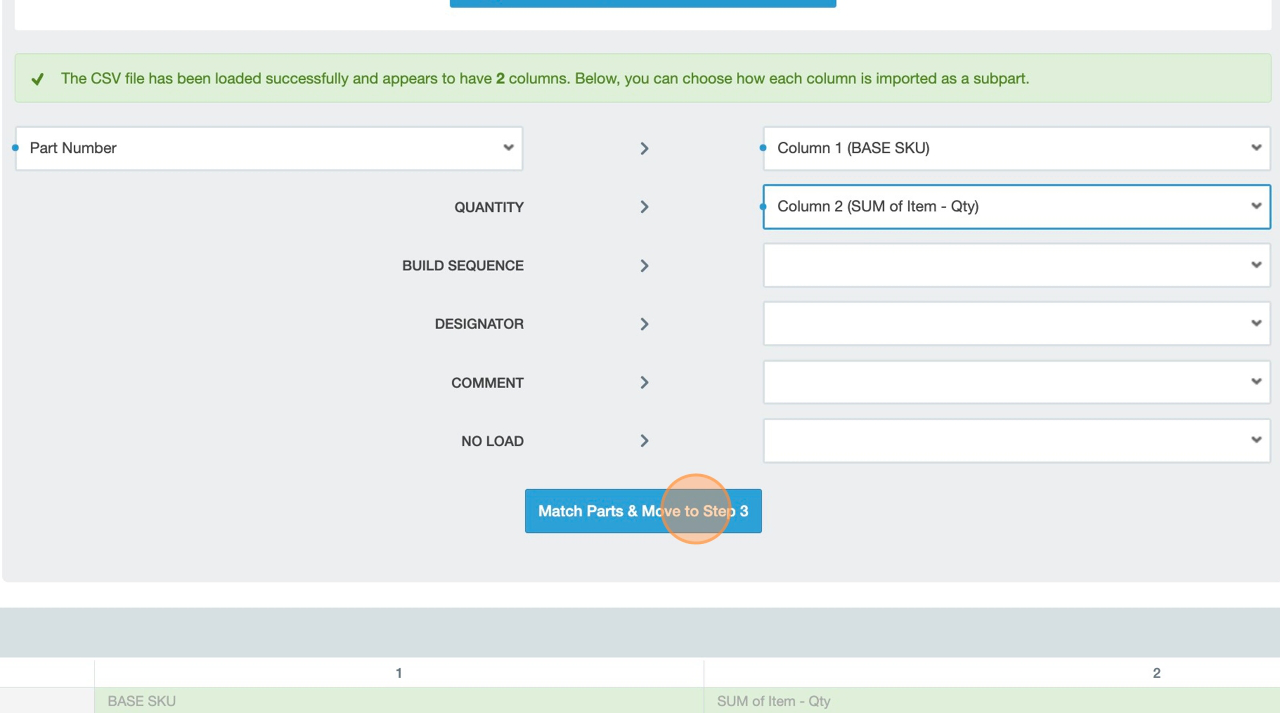 The CSV file has been loaded successfully and appears to have 2 columns. Below, you can choose how each column is imported as a subpart.
Part Number
Column 1 (BASE SKU)
QUANTITY
Column 2 (SUM of Item - Qty)
BUILD SEQUENCE
DESIGNATOR
COMMENT
NO LOAD
Match Parts & Move to Step 3
1
2
BASE SKU
SUM of Item - Qty